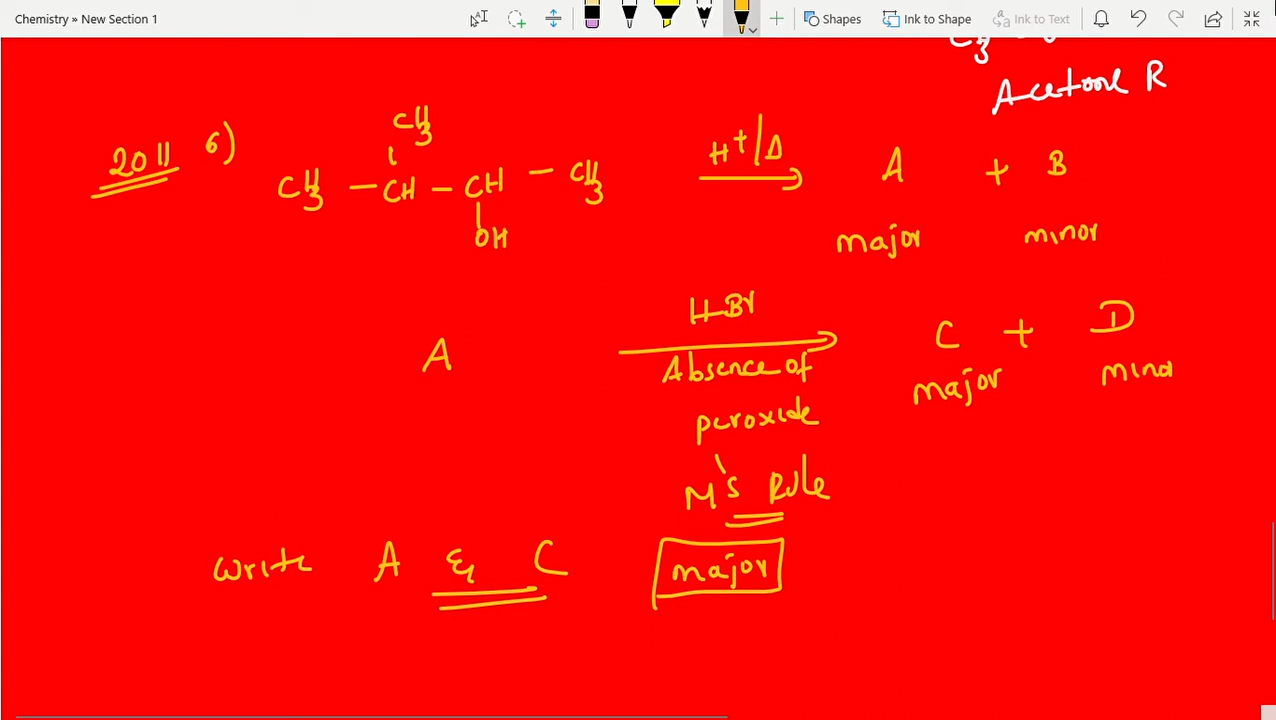 Chemistry » New Section 1
Shapes Ink to Shape Ink to Text
Acetone R
2011 6)
CH3
CH3 - CH - CH - CH3 H+/Δ A + B
OH
major minor
A HBr C + D
Absence of major minor
peroxide
M's Rule
write A & C major